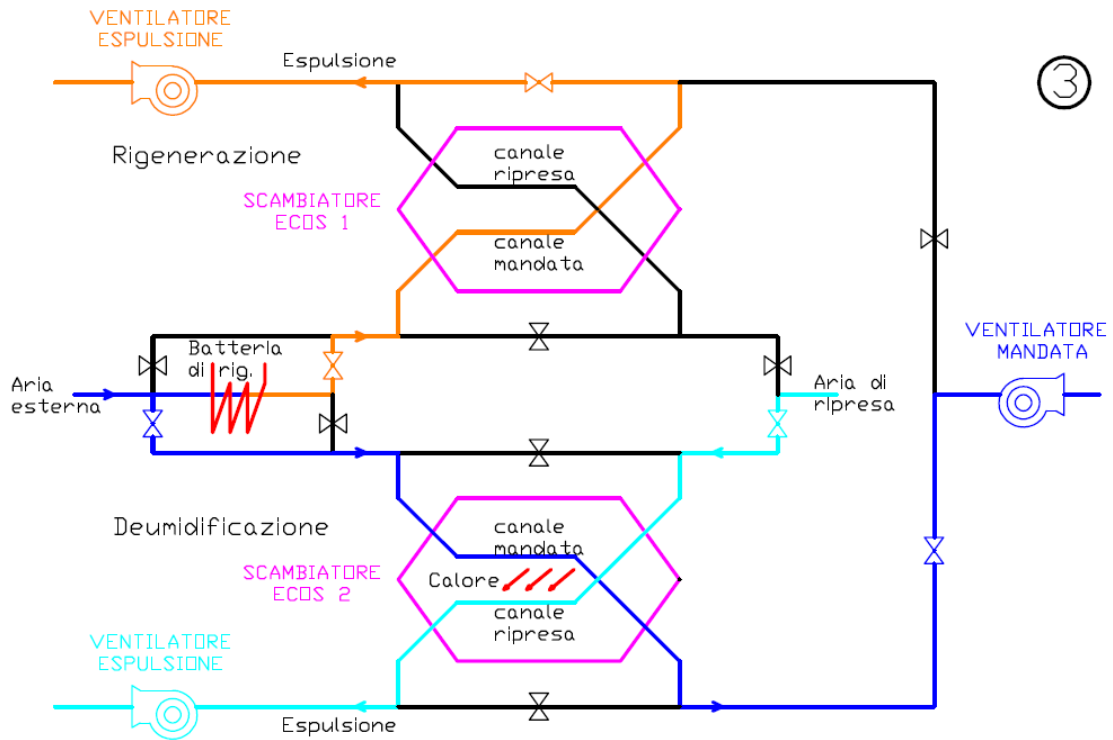 VENTILATORE
ESPULSIONE
Espulsione
3
Rigenerazione
canale
ripresa
SCAMBIATORE
ECOS 1
canale
mandata
Batteria
di rig.
VENTILATORE
MANDATA
Aria
esterna
Aria di
ripresa
Deumidificazione
canale
mandata
SCAMBIATORE
ECOS 2
Calore
canale
ripresa
VENTILATORE
ESPULSIONE
Espulsione